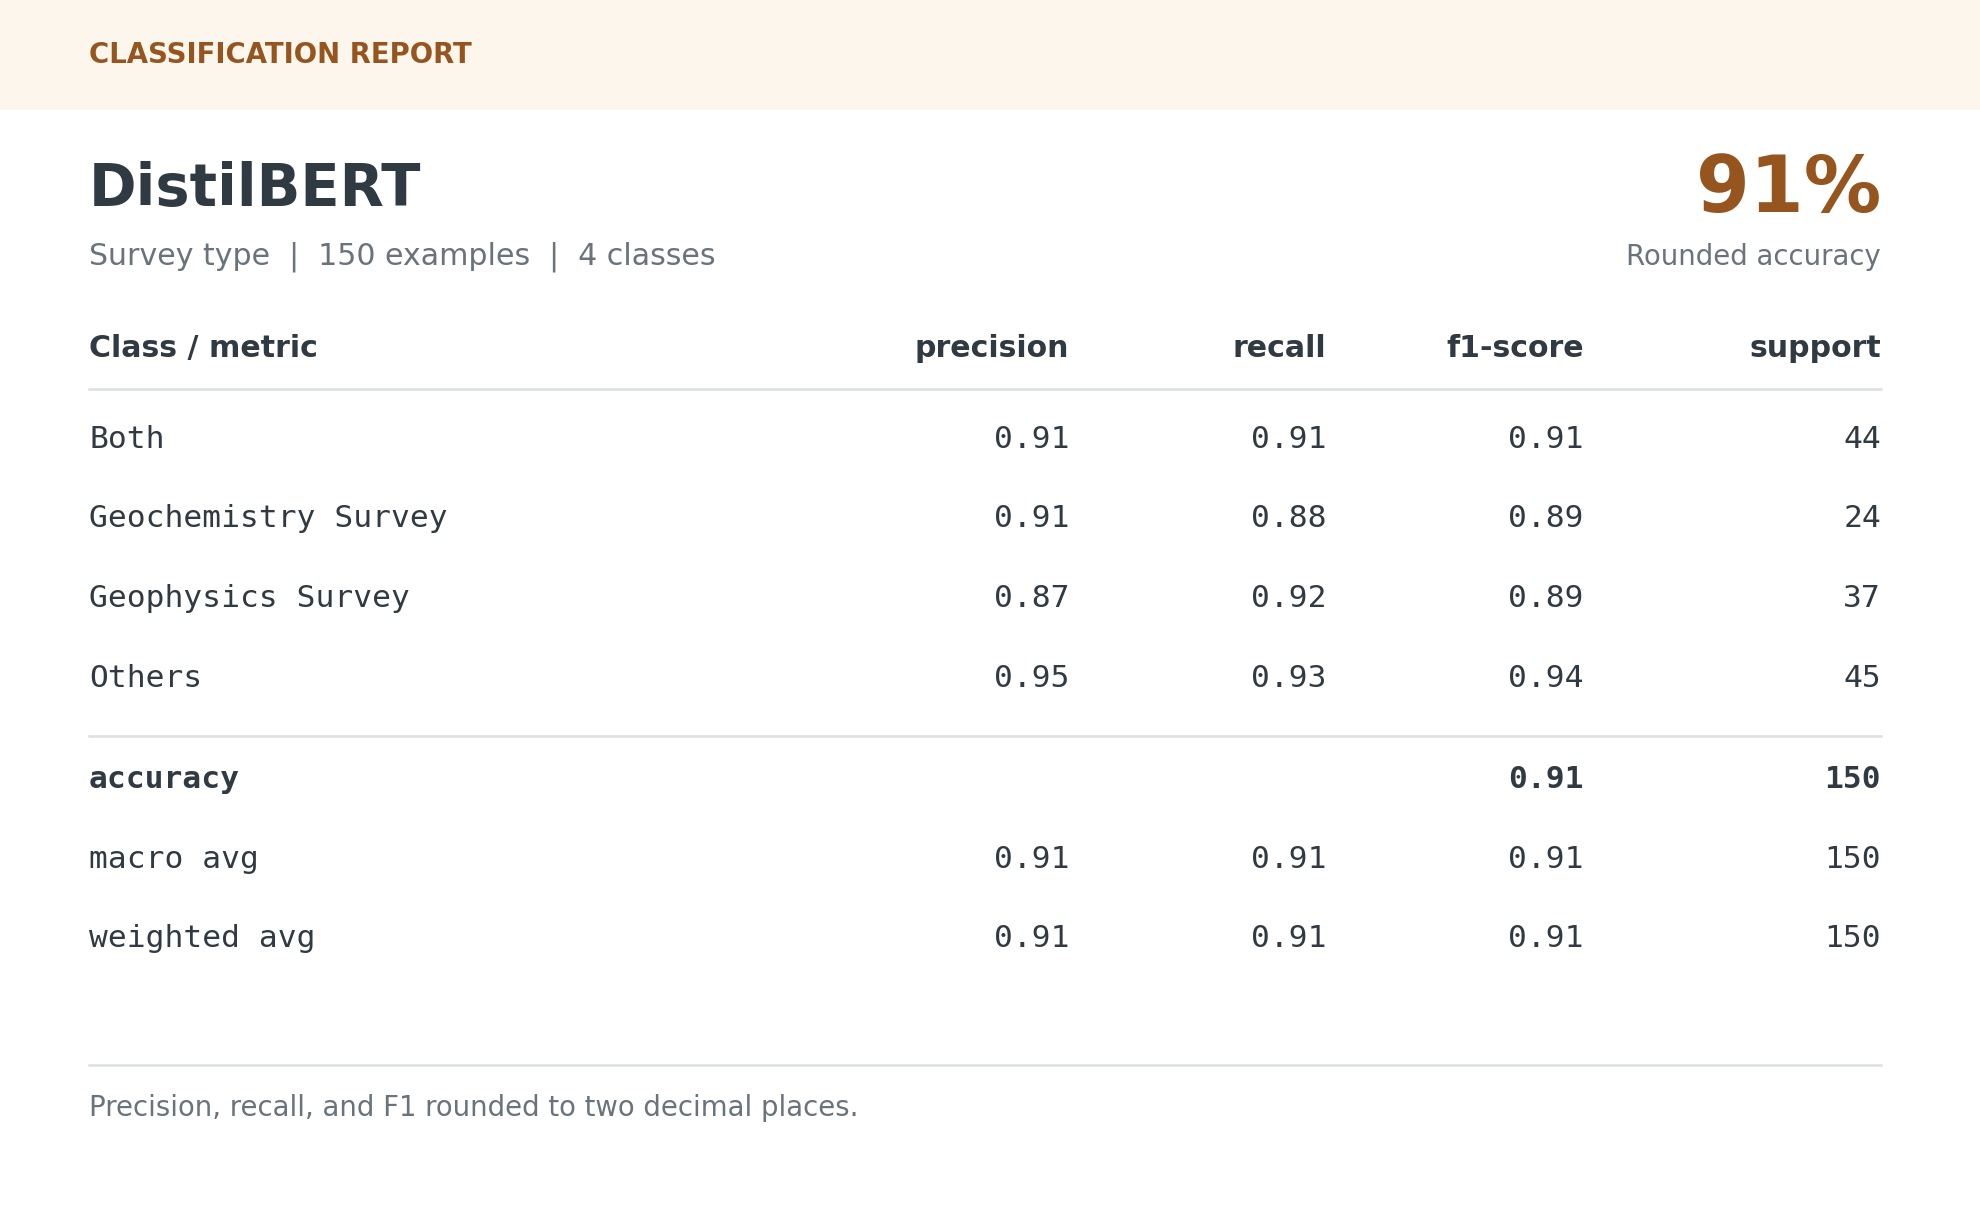 CLASSIFICATION REPORT
DistilBERT
91%
Survey type | 150 examples | 4 classes
Rounded accuracy
Class / metric precision recall f1-score support
Both 0.91 0.91 0.91 44
Geochemistry Survey 0.91 0.88 0.89 24
Geophysics Survey 0.87 0.92 0.89 37
Others 0.95 0.93 0.94 45
accuracy 0.91 150
macro avg 0.91 0.91 0.91 150
weighted avg 0.91 0.91 0.91 150
Precision, recall, and F1 rounded to two decimal places.